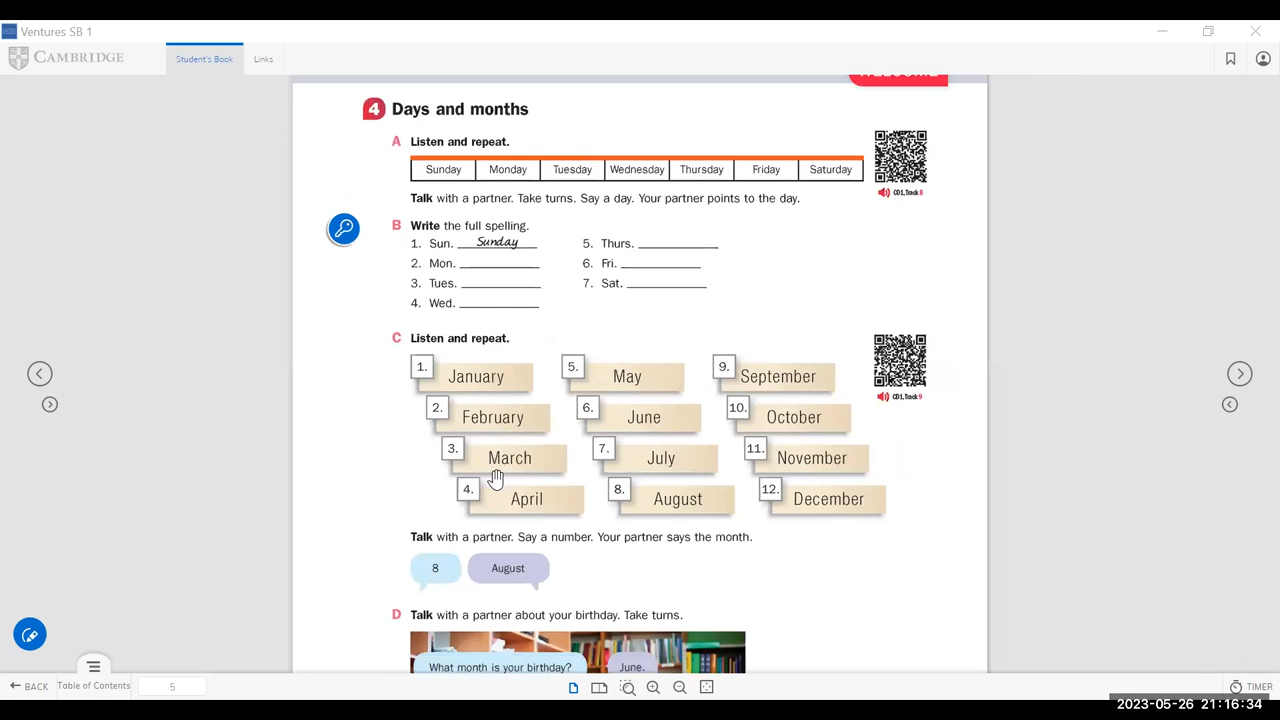 Ventures SB 1
CAMBRIDGE
Student's Book
Links
4 Days and months
A Listen and repeat.
Sunday Monday Tuesday Wednesday Thursday Friday Saturday
CD1, Track 8
Talk with a partner. Take turns. Say a day. Your partner points to the day.
B Write the full spelling.
1. Sun. Sunday
2. Mon.
3. Tues.
4. Wed.
5. Thurs.
6. Fri.
7. Sat.
C Listen and repeat.
1. January
2. February
3. March
4. April
5. May
6. June
7. July
8. August
9. September
10. October
11. November
12. December
CD1, Track 9
Talk with a partner. Say a number. Your partner says the month.
8
August
D Talk with a partner about your birthday. Take turns.
What month is your birthday?
June.
BACK
Table of Contents
5
TIMER
2023-05-26 21:16:34